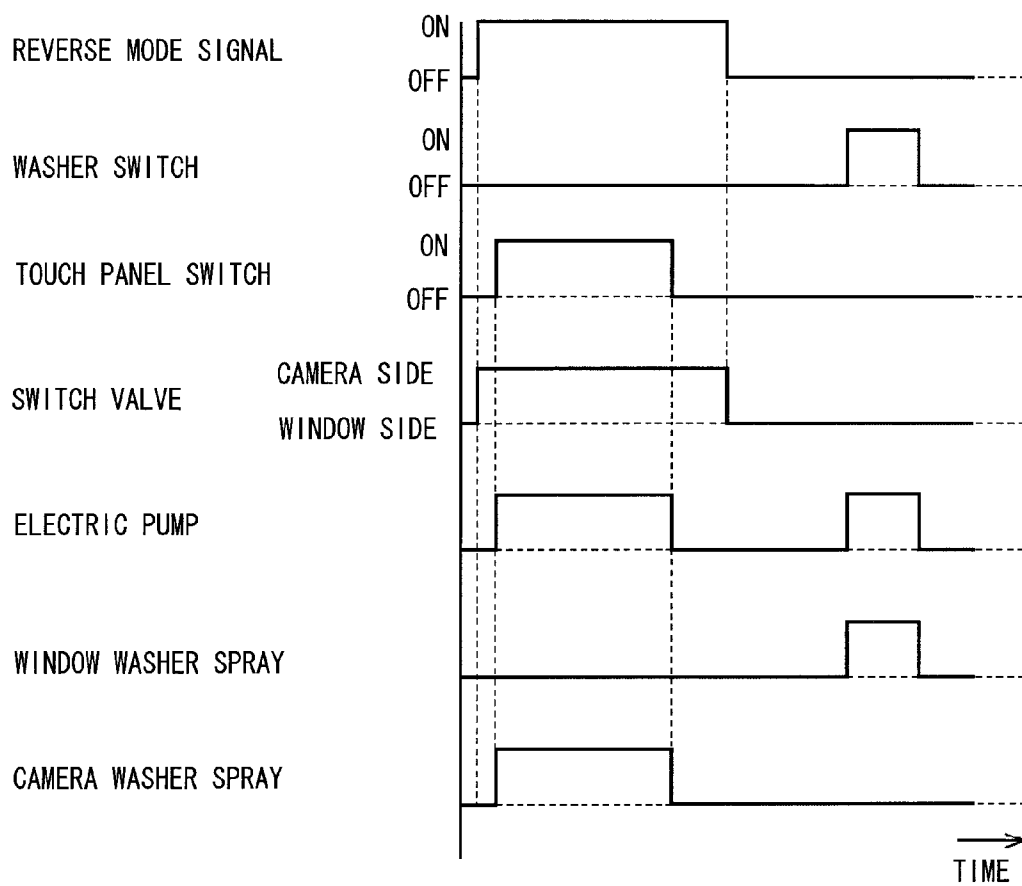 REVERSE MODE SIGNAL
ON
OFF
WASHER SWITCH
ON
OFF
TOUCH PANEL SWITCH
ON
OFF
SWITCH VALVE
CAMERA SIDE
WINDOW SIDE
ELECTRIC PUMP
WINDOW WASHER SPRAY
CAMERA WASHER SPRAY
TIME